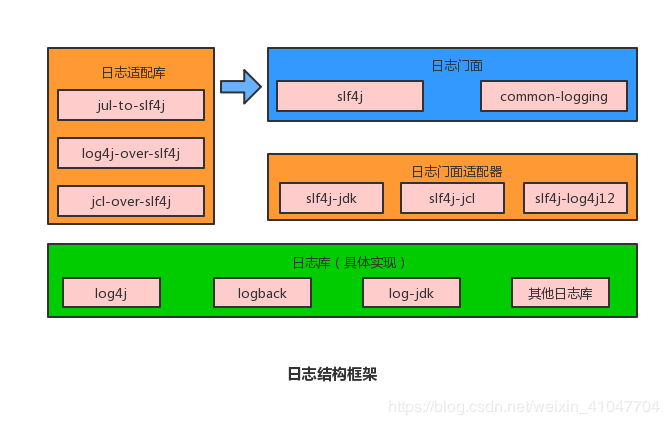 日志适配库
jul-to-slf4j
log4j-over-slf4j
jcl-over-slf4j
日志门面
slf4j
common-logging
日志门面适配器
slf4j-jdk
slf4j-jcl
slf4j-log4j12
日志库（具体实现）
log4j
logback
log-jdk
其他日志库
日志结构框架
https://blog.csdn.net/weixin_41047704